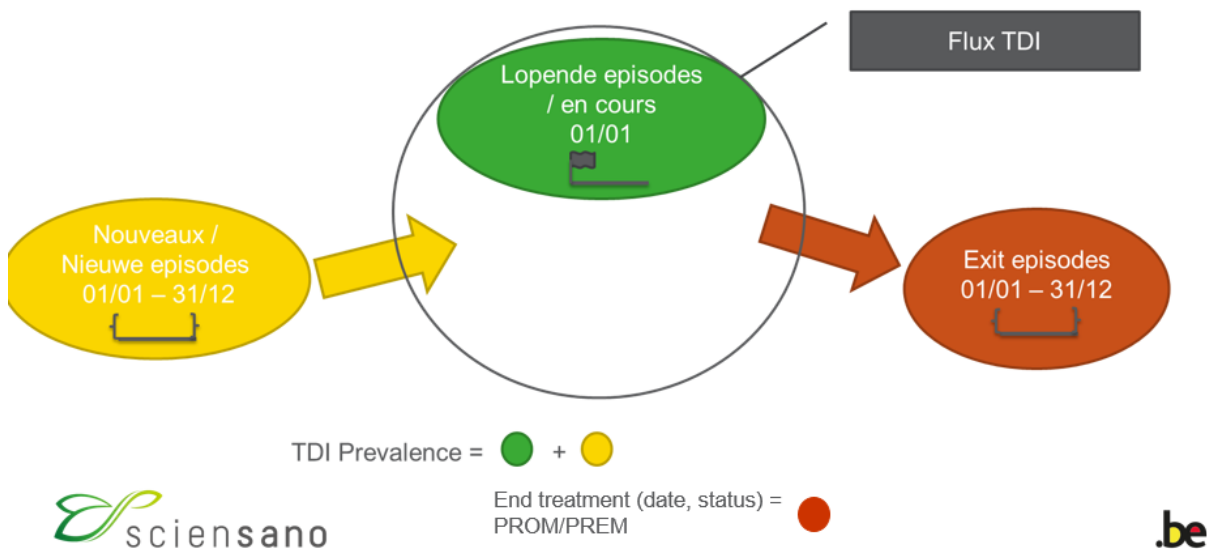 Flux TDI
Lopende episodes
/ en cours
01/01
Nouveaux /
Nieuwe episodes
01/01 – 31/12
Exit episodes
01/01 – 31/12
TDI Prevalence = +
End treatment (date, status) =
PROM/PREM
sciensano
.be